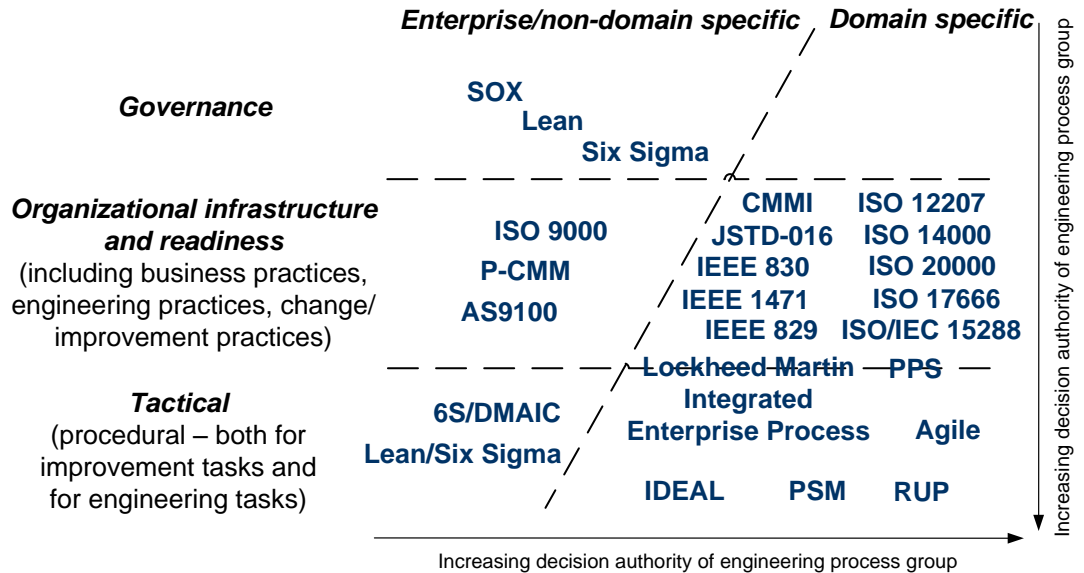 Enterprise/non-domain specific
Domain specific
Governance
SOX
Lean
Six Sigma
Organizational infrastructure
and readiness
(including business practices,
engineering practices, change/
improvement practices)
ISO 9000
P-CMM
AS9100
CMMI
JSTD-016
IEEE 830
IEEE 1471
IEEE 829
ISO 12207
ISO 14000
ISO 20000
ISO 17666
ISO/IEC 15288
Tactical
(procedural – both for
improvement tasks and
for engineering tasks)
6S/DMAIC
Lean/Six Sigma
Lockheed Martin
Integrated
Enterprise Process
PPS
Agile
IDEAL
PSM
RUP
Increasing decision authority of engineering process group
Increasing decision authority of engineering process group